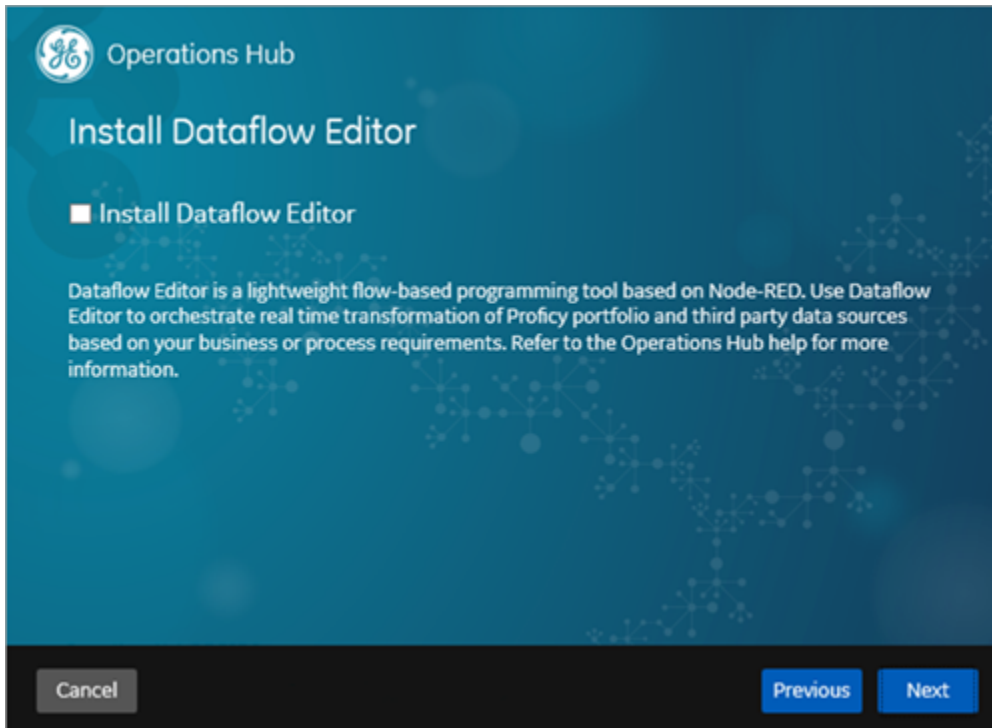 Operations Hub
Install Dataflow Editor
Install Dataflow Editor
Dataflow Editor is a lightweight flow-based programming tool based on Node-RED. Use Dataflow
Editor to orchestrate real time transformation of Proficy portfolio and third party data sources
based on your business or process requirements. Refer to the Operations Hub help for more
information.
Cancel
Previous
Next